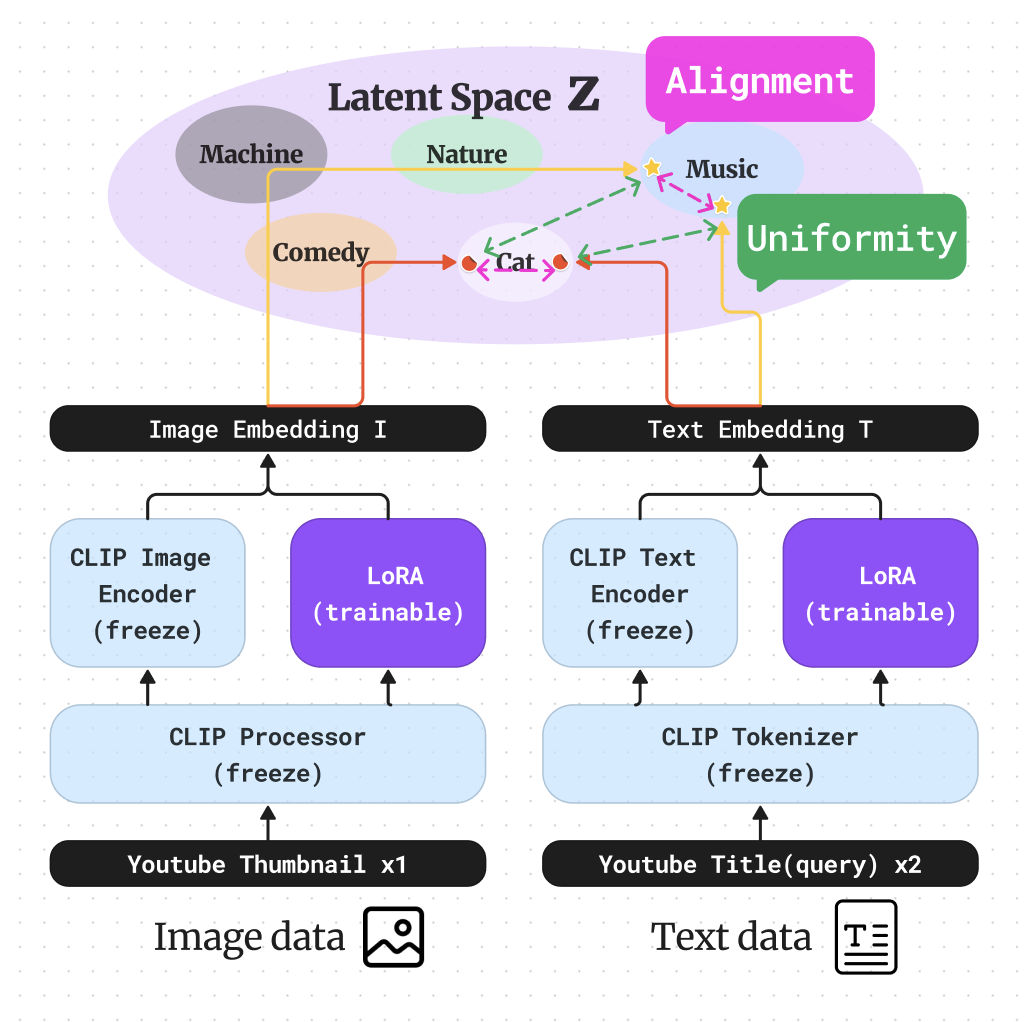 Alignment
Latent Space Z
Machine
Nature
Music
Uniformity
Comedy
Cat
Image Embedding I
Text Embedding T
CLIP Image
Encoder
(freeze)
LoRA
(trainable)
CLIP Text
Encoder
(freeze)
LoRA
(trainable)
CLIP Processor
(freeze)
CLIP Tokenizer
(freeze)
Youtube Thumbnail x1
Youtube Title(query) x2
Image data
Text data
T